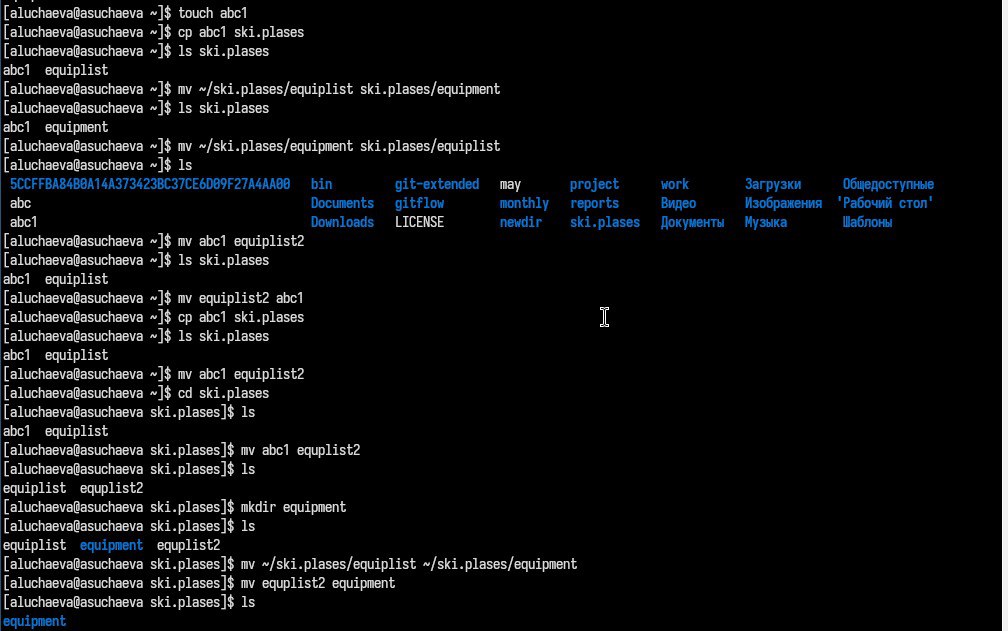 [aluchaeva@asuchaeva ~]$ touch abc1
[aluchaeva@asuchaeva ~]$ cp abc1 ski.plases
[aluchaeva@asuchaeva ~]$ ls ski.plases
abc1  equiplist
[aluchaeva@asuchaeva ~]$ mv ~/ski.plases/equiplist ski.plases/equipment
[aluchaeva@asuchaeva ~]$ ls ski.plases
abc1  equipment
[aluchaeva@asuchaeva ~]$ mv ~/ski.plases/equipment ski.plases/equiplist
[aluchaeva@asuchaeva ~]$ ls
5CCFFBA84B0A14A373423BC37CE6D09F27A4AA00  bin  git-extended  may  project  work  Загрузки  Общедоступные
abc  Documents  gitflow  monthly  reports  Видео  Изображения  'Рабочий стол'
abc1  Downloads  LICENSE  newdir  ski.plases  Документы  Музыка  Шаблоны
[aluchaeva@asuchaeva ~]$ mv abc1 equiplist2
[aluchaeva@asuchaeva ~]$ ls ski.plases
abc1  equiplist
[aluchaeva@asuchaeva ~]$ mv equiplist2 abc1
[aluchaeva@asuchaeva ~]$ cp abc1 ski.plases
[aluchaeva@asuchaeva ~]$ ls ski.plases
abc1  equiplist
[aluchaeva@asuchaeva ~]$ mv abc1 equiplist2
[aluchaeva@asuchaeva ~]$ cd ski.plases
[aluchaeva@asuchaeva ski.plases]$ ls
abc1  equiplist
[aluchaeva@asuchaeva ski.plases]$ mv abc1 equplist2
[aluchaeva@asuchaeva ski.plases]$ ls
equiplist  equplist2
[aluchaeva@asuchaeva ski.plases]$ mkdir equipment
[aluchaeva@asuchaeva ski.plases]$ ls
equiplist  equipment  equplist2
[aluchaeva@asuchaeva ski.plases]$ mv ~/ski.plases/equiplist ~/ski.plases/equipment
[aluchaeva@asuchaeva ski.plases]$ mv equplist2 equipment
[aluchaeva@asuchaeva ski.plases]$ ls
equipment